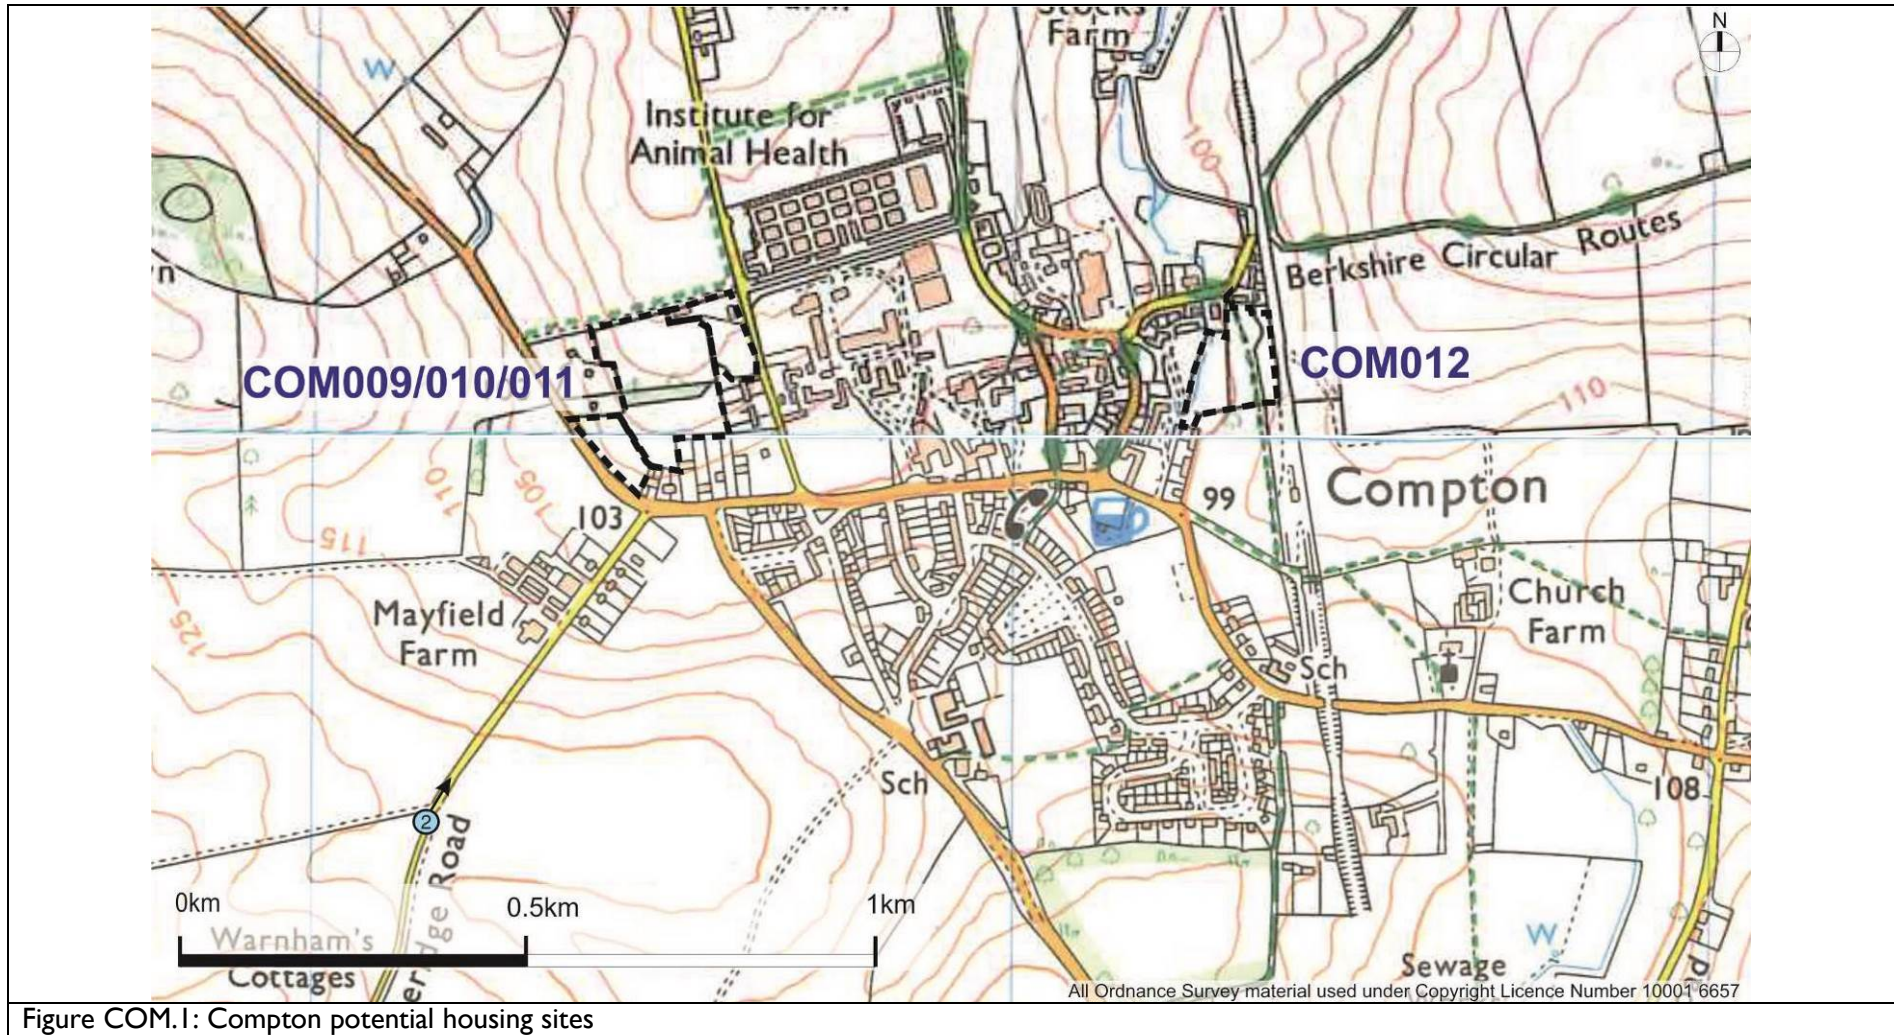 N
Farm
Stocks
Farm
W
Institute for
Animal Health
100
n
Berkshire Circular Routes
COM009/010/011
COM012
110
Compton
99
110
105
103
115
125
Mayfield
Farm
Church
Farm
Sch
Sch
108
2
Road
0km
0.5km
1km
Warnham's
Cottages
W
Sewage
All Ordnance Survey material used under Copyright Licence Number 10001 6657
Figure COM.1: Compton potential housing sites